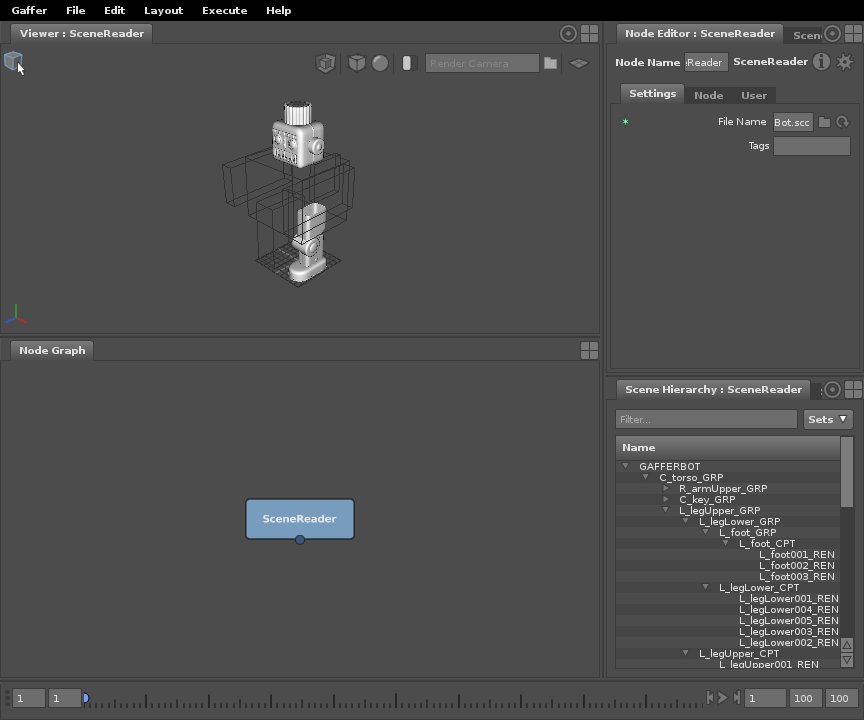 Gaffer File Edit Layout Execute Help
Viewer : SceneReader
Render Camera
Node Graph
SceneReader
Node Editor : SceneReader
Scen
Node Name
:Reader
SceneReader
Settings Node User
File Name
Bot.scc
Tags
Scene Hierarchy : SceneReader
Filter...
Sets
Name
GAFFERBOT
C_torso_GRP
R_armUpper_GRP
C_key_GRP
L_legUpper_GRP
L_legLower_GRP
L_foot_GRP
L_foot_CPT
L_foot001_REN
L_foot002_REN
L_foot003_REN
L_legLower_CPT
L_legLower001_REN
L_legLower004_REN
L_legLower005_REN
L_legLower003_REN
L_legLower002_REN
L_legUpper_CPT
L_legUpper001_REN
1 1 1 100 100